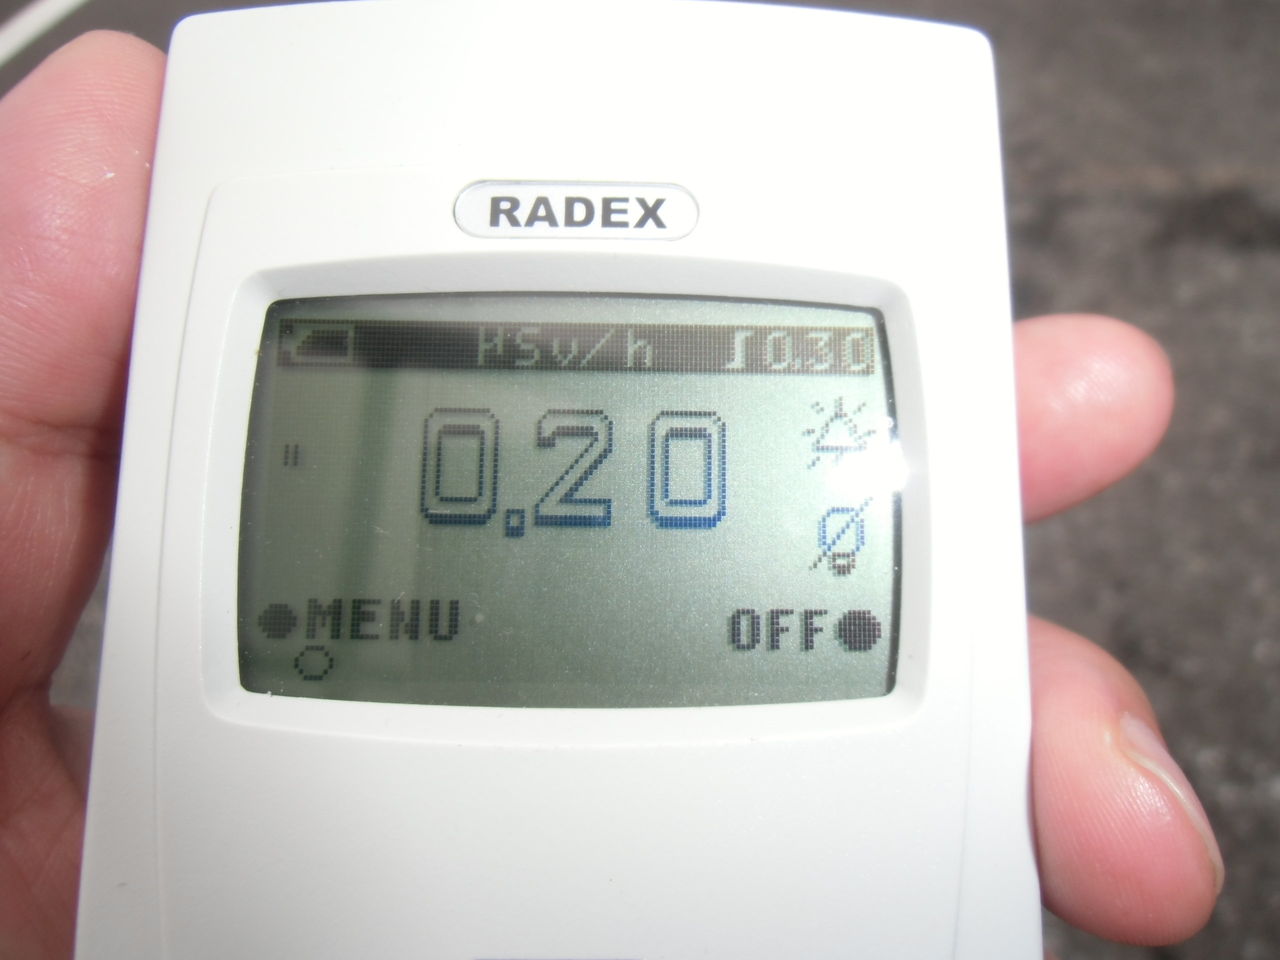 RADEX
µSv/h 0.30
0.20
MENU OFF